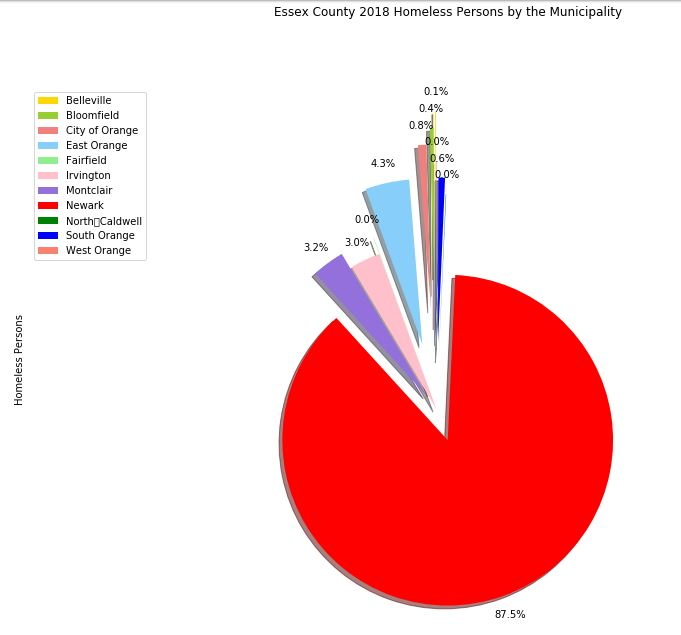 Essex County 2018 Homeless Persons by the Municipality
Belleville
Bloomfield
City of Orange
East Orange
Fairfield
Irvington
Montclair
Newark
North▯Caldwell
South Orange
West Orange
0.1%
0.4%
0.8%
0.0%
0.6%
0.0%
4.3%
0.0%
3.0%
3.2%
Homeless Persons
87.5%